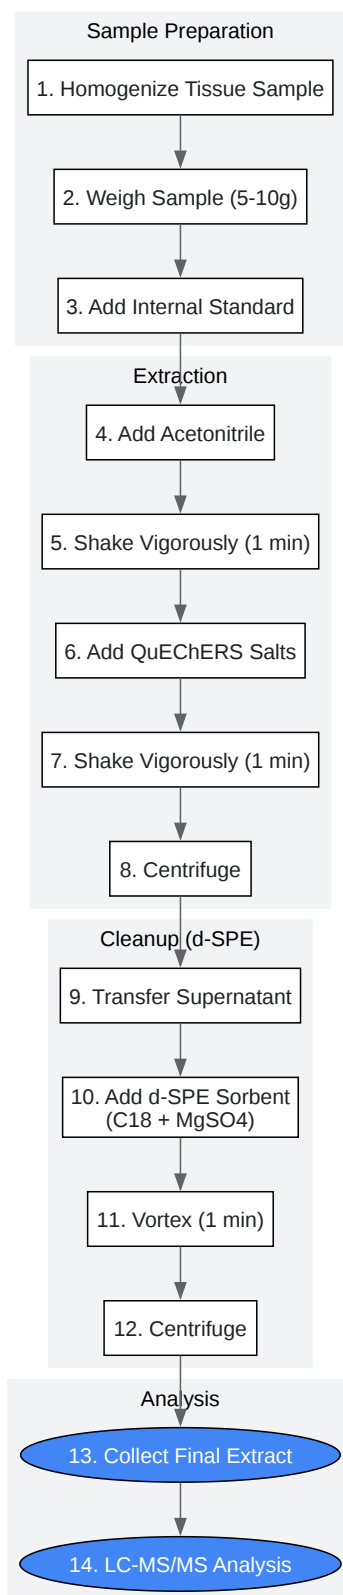 Sample Preparation
1. Homogenize Tissue Sample
2. Weigh Sample (5-10g)
3. Add Internal Standard
Extraction
4. Add Acetonitrile
5. Shake Vigorously (1 min)
6. Add QuEChERS Salts
7. Shake Vigorously (1 min)
8. Centrifuge
Cleanup (d-SPE)
9. Transfer Supernatant
10. Add d-SPE Sorbent
(C18 + MgSO4)
11. Vortex (1 min)
12. Centrifuge
Analysis
13. Collect Final Extract
14. LC-MS/MS Analysis